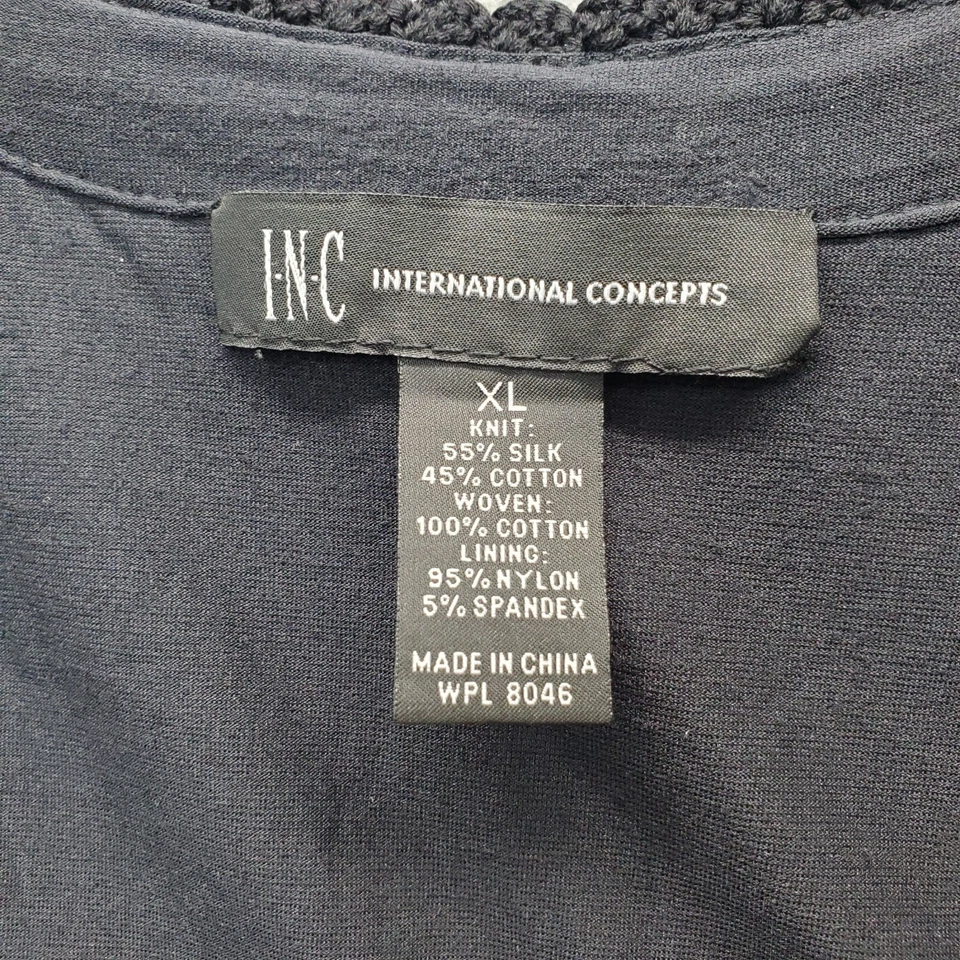 I·N·C INTERNATIONAL CONCEPTS
XL
KNIT:
55% SILK
45% COTTON
WOVEN:
100% COTTON
LINING:
95% NYLON
5% SPANDEX
MADE IN CHINA
WPL 8046